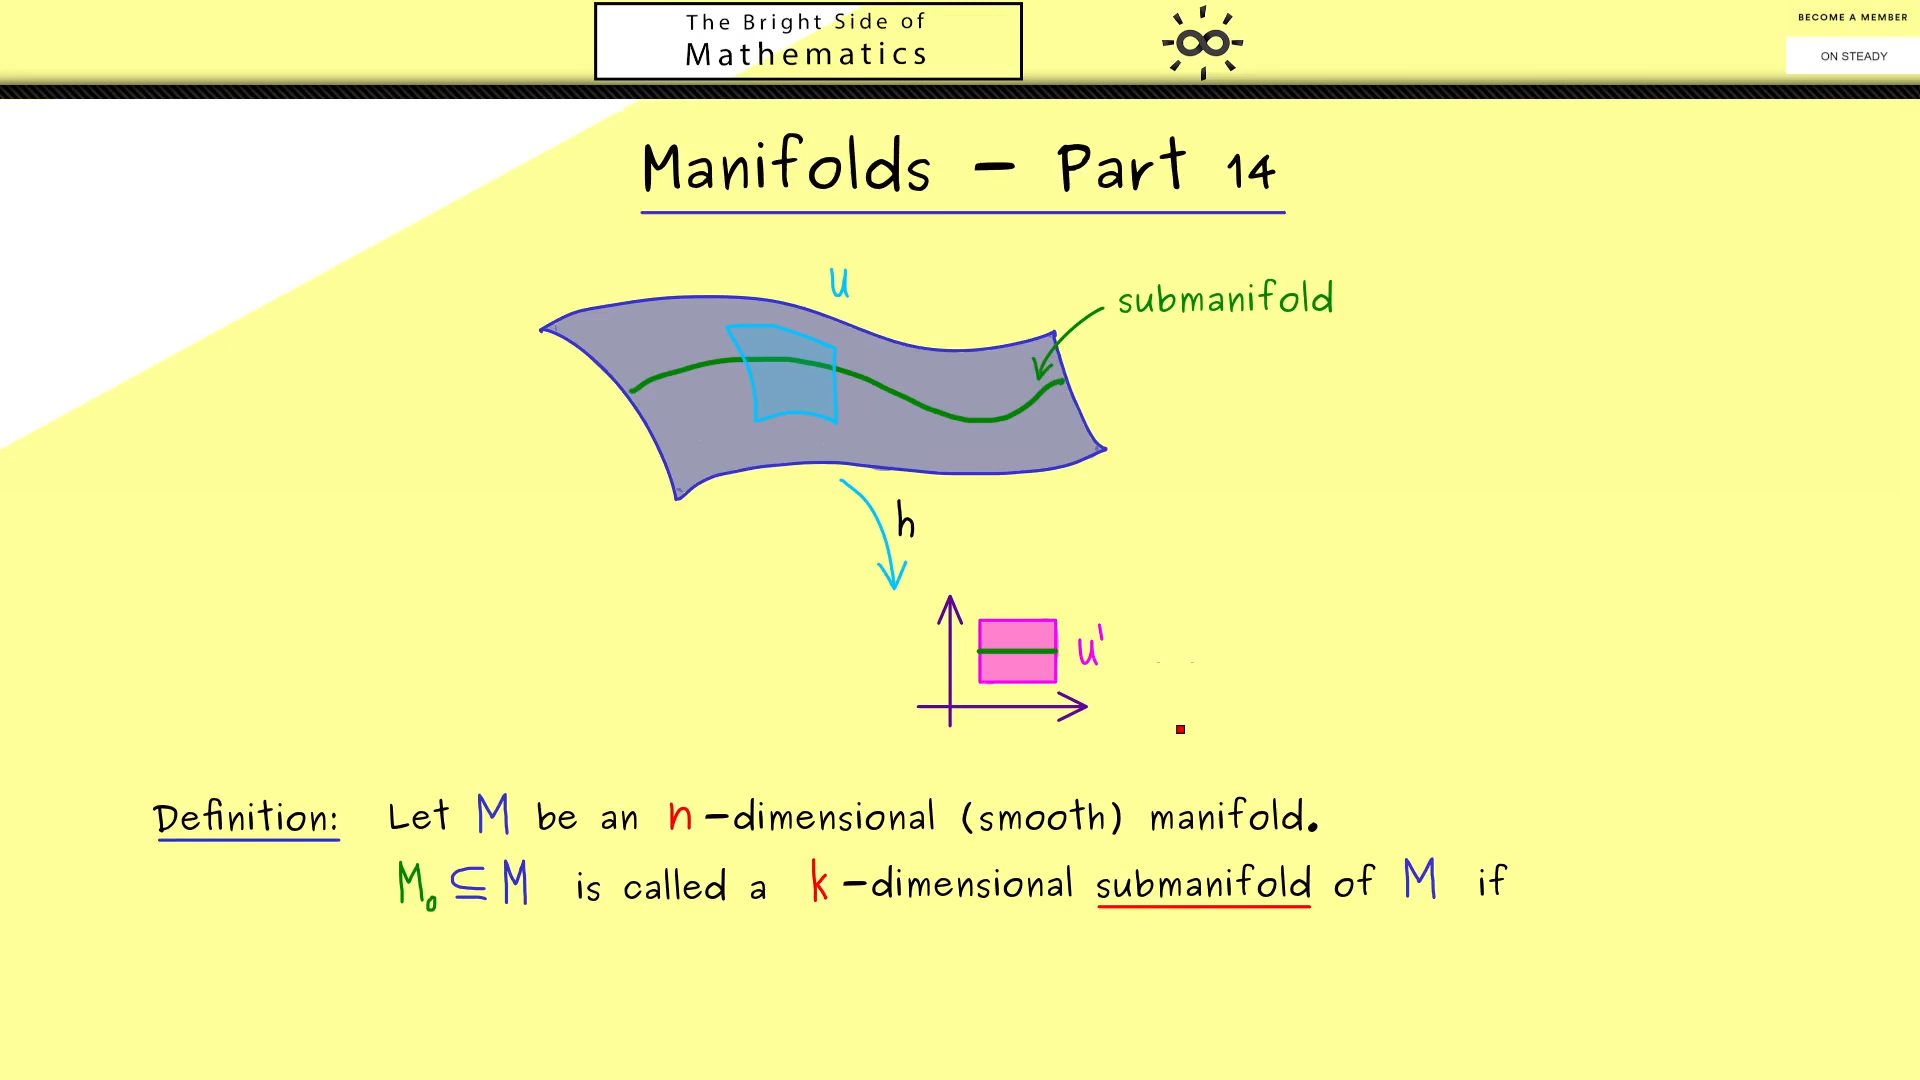 The Bright Side of
Mathematics
BECOME A MEMBER
ON STEADY
Manifolds - Part 14
U
submanifold
h
U'
Definition: Let M be an n-dimensional (smooth) manifold.
M₀ ⊆ M is called a k-dimensional submanifold of M if